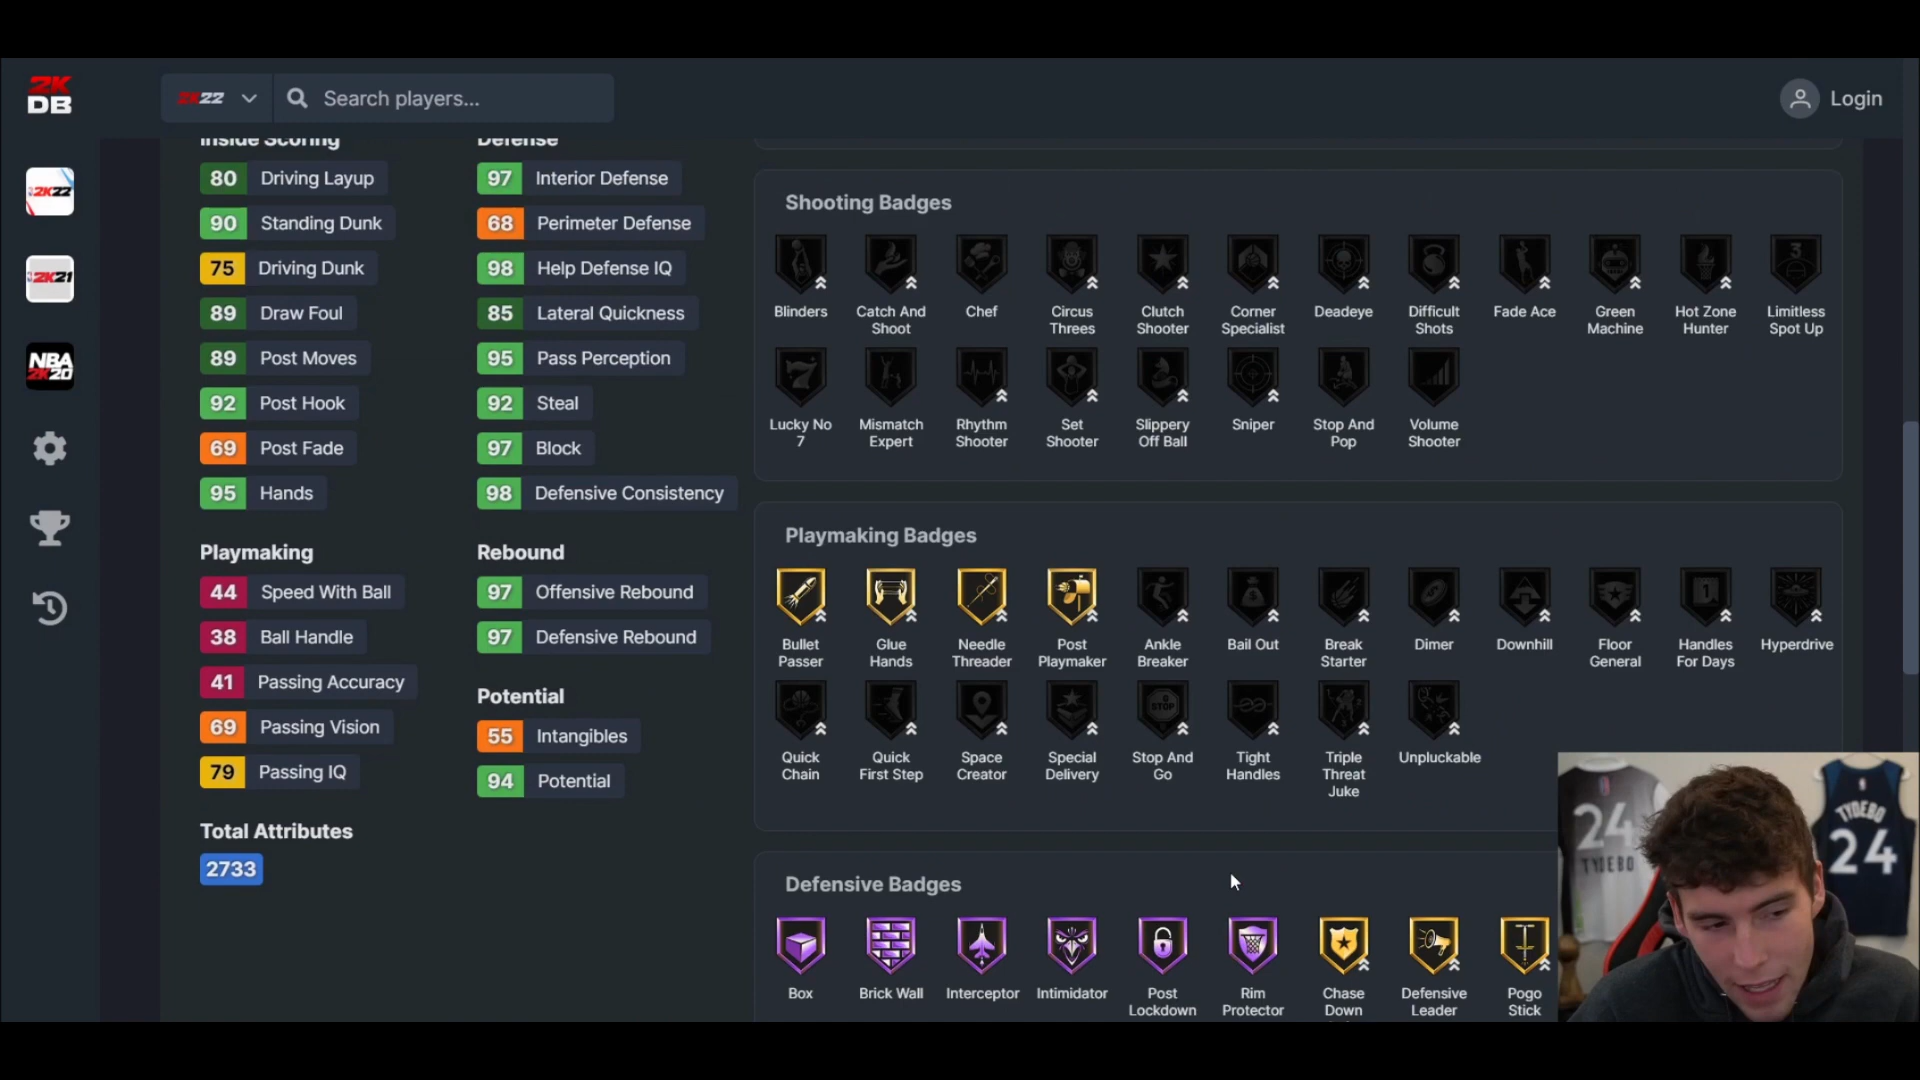 2K
DB
2K22
Search players...
Login
2K22
2K21
NBA
2K20
Inside Scoring
80 Driving Layup
90 Standing Dunk
75 Driving Dunk
89 Draw Foul
89 Post Moves
92 Post Hook
69 Post Fade
95 Hands
Playmaking
44 Speed With Ball
38 Ball Handle
41 Passing Accuracy
69 Passing Vision
79 Passing IQ
Total Attributes
2733
Defense
97 Interior Defense
68 Perimeter Defense
98 Help Defense IQ
85 Lateral Quickness
95 Pass Perception
92 Steal
97 Block
98 Defensive Consistency
Rebound
97 Offensive Rebound
97 Defensive Rebound
Potential
55 Intangibles
94 Potential
Shooting Badges
Blinders
Catch And
Shoot
Chef
Circus
Threes
Clutch
Shooter
Corner
Specialist
Deadeye
Difficult
Shots
Fade Ace
Green
Machine
Hot Zone
Hunter
3
Limitless
Spot Up
Lucky No
7
Mismatch
Expert
Rhythm
Shooter
Set
Shooter
Slippery
Off Ball
Sniper
Stop And
Pop
Volume
Shooter
Playmaking Badges
Bullet
Passer
Glue
Hands
Needle
Threader
Post
Playmaker
Ankle
Breaker
Bail Out
Break
Starter
Dimer
Downhill
Floor
General
1
Handles
For Days
Hyperdrive
Quick
Chain
Quick
First Step
Space
Creator
Special
Delivery
STOP
Stop And
Go
Tight
Handles
Triple
Threat
Juke
Unpluckable
Defensive Badges
Box
Brick Wall
Interceptor
Intimidator
Post
Lockdown
Rim
Protector
Chase
Down
Defensive
Leader
Pogo
Stick
24
TYDEBO
TYDEBO
24